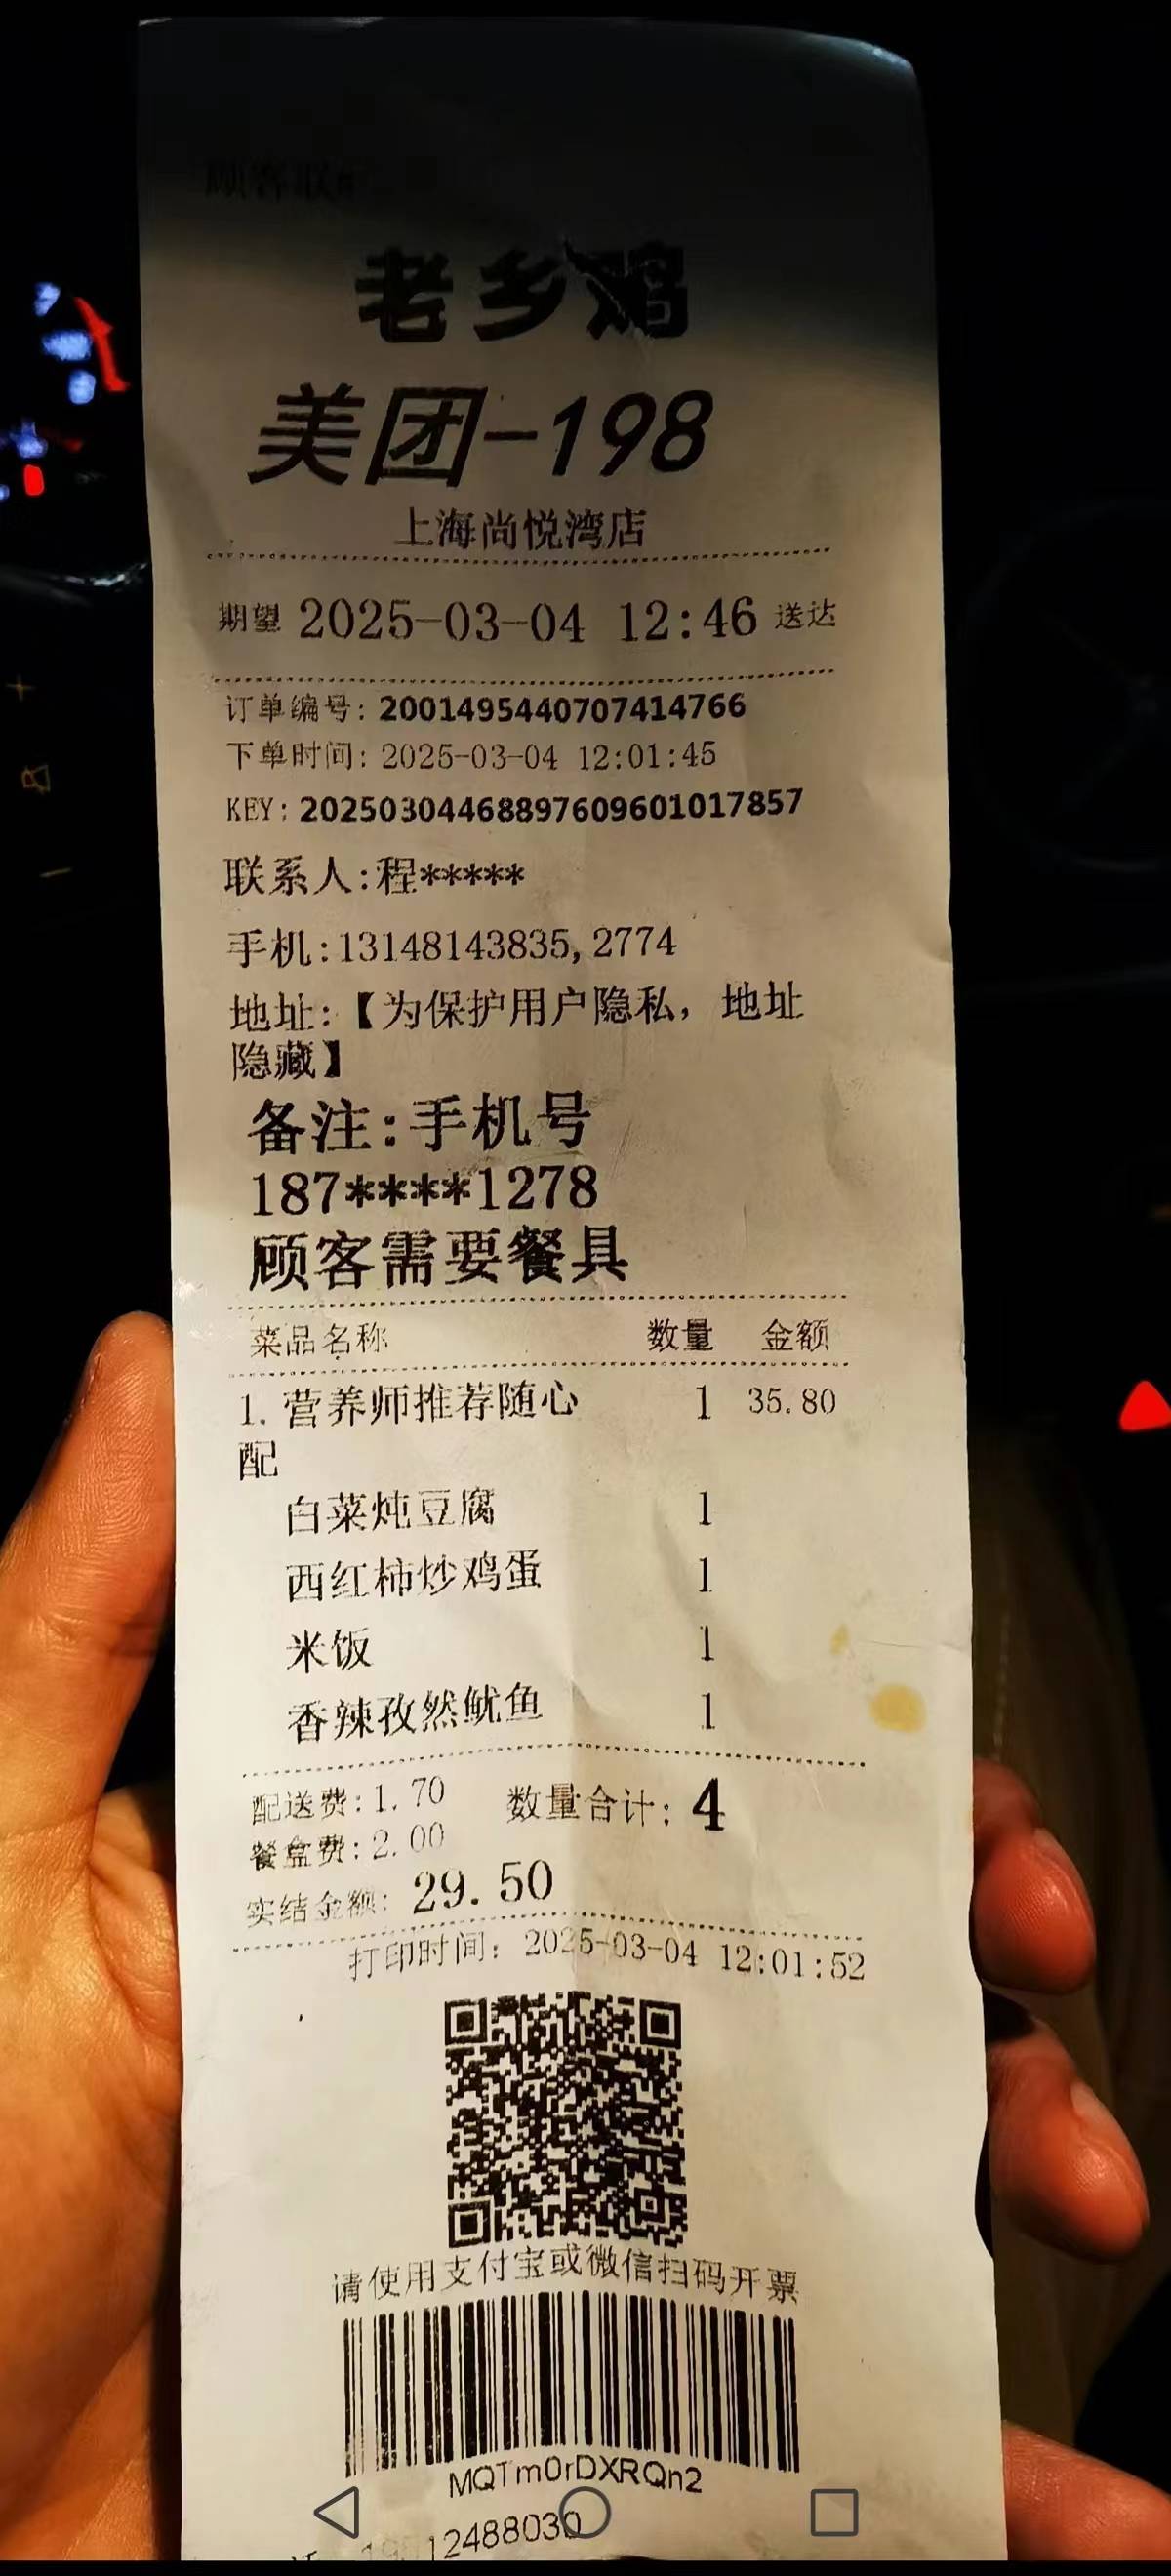 顾客联
老乡鸡
美团-198
上海尚悦湾店
期望 2025-03-04 12:46 送达
订单编号: 2001495440707414766
下单时间: 2025-03-04 12:01:45
KEY: 20250304468897609601017857
联系人:程*****
手机:13148143835,2774
地址:【为保护用户隐私, 地址
隐藏】
备注:手机号
187****1278
顾客需要餐具
菜品名称 数量 金额
1. 营养师推荐随心 1 35.80
配
白菜炖豆腐 1
西红柿炒鸡蛋 1
米饭 1
香辣孜然鱿鱼 1
配送费:1.70 数量合计: 4
餐盒费:2.00
实结金额: 29.50
打印时间: 2025-03-04 12:01:52
请使用支付宝或微信扫码开票
MQTm0rDXRQn2